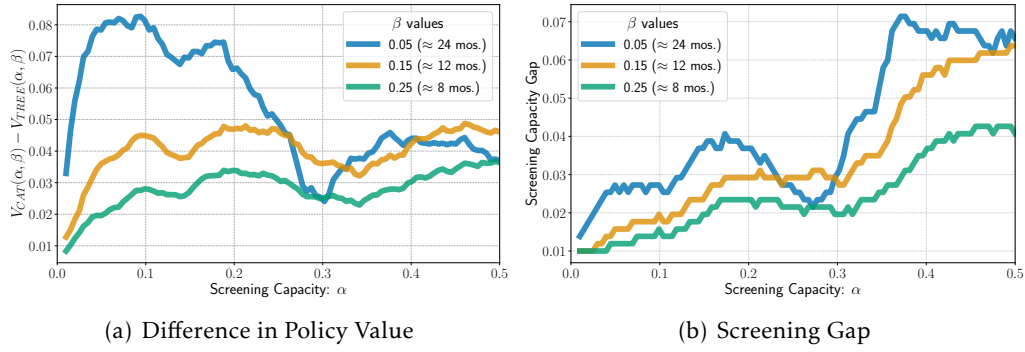 V_CAT(α, β) − V_TREE(α, β)
0.08
0.07
0.06
0.05
0.04
0.03
0.02
0.01
0.0 0.1 0.2 0.3 0.4 0.5
Screening Capacity: α
β values
0.05 (≈ 24 mos.)
0.15 (≈ 12 mos.)
0.25 (≈ 8 mos.)
(a) Difference in Policy Value
Screening Capacity Gap
0.07
0.06
0.05
0.04
0.03
0.02
0.01
0.0 0.1 0.2 0.3 0.4 0.5
Screening Capacity: α
β values
0.05 (≈ 24 mos.)
0.15 (≈ 12 mos.)
0.25 (≈ 8 mos.)
(b) Screening Gap